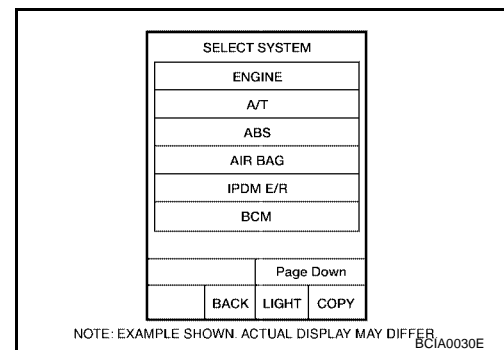 SELECT SYSTEM
ENGINE
A/T
ABS
AIR BAG
IPDM E/R
BCM
Page Down
BACK LIGHT COPY
NOTE: EXAMPLE SHOWN. ACTUAL DISPLAY MAY DIFFER.
BCIA0030E